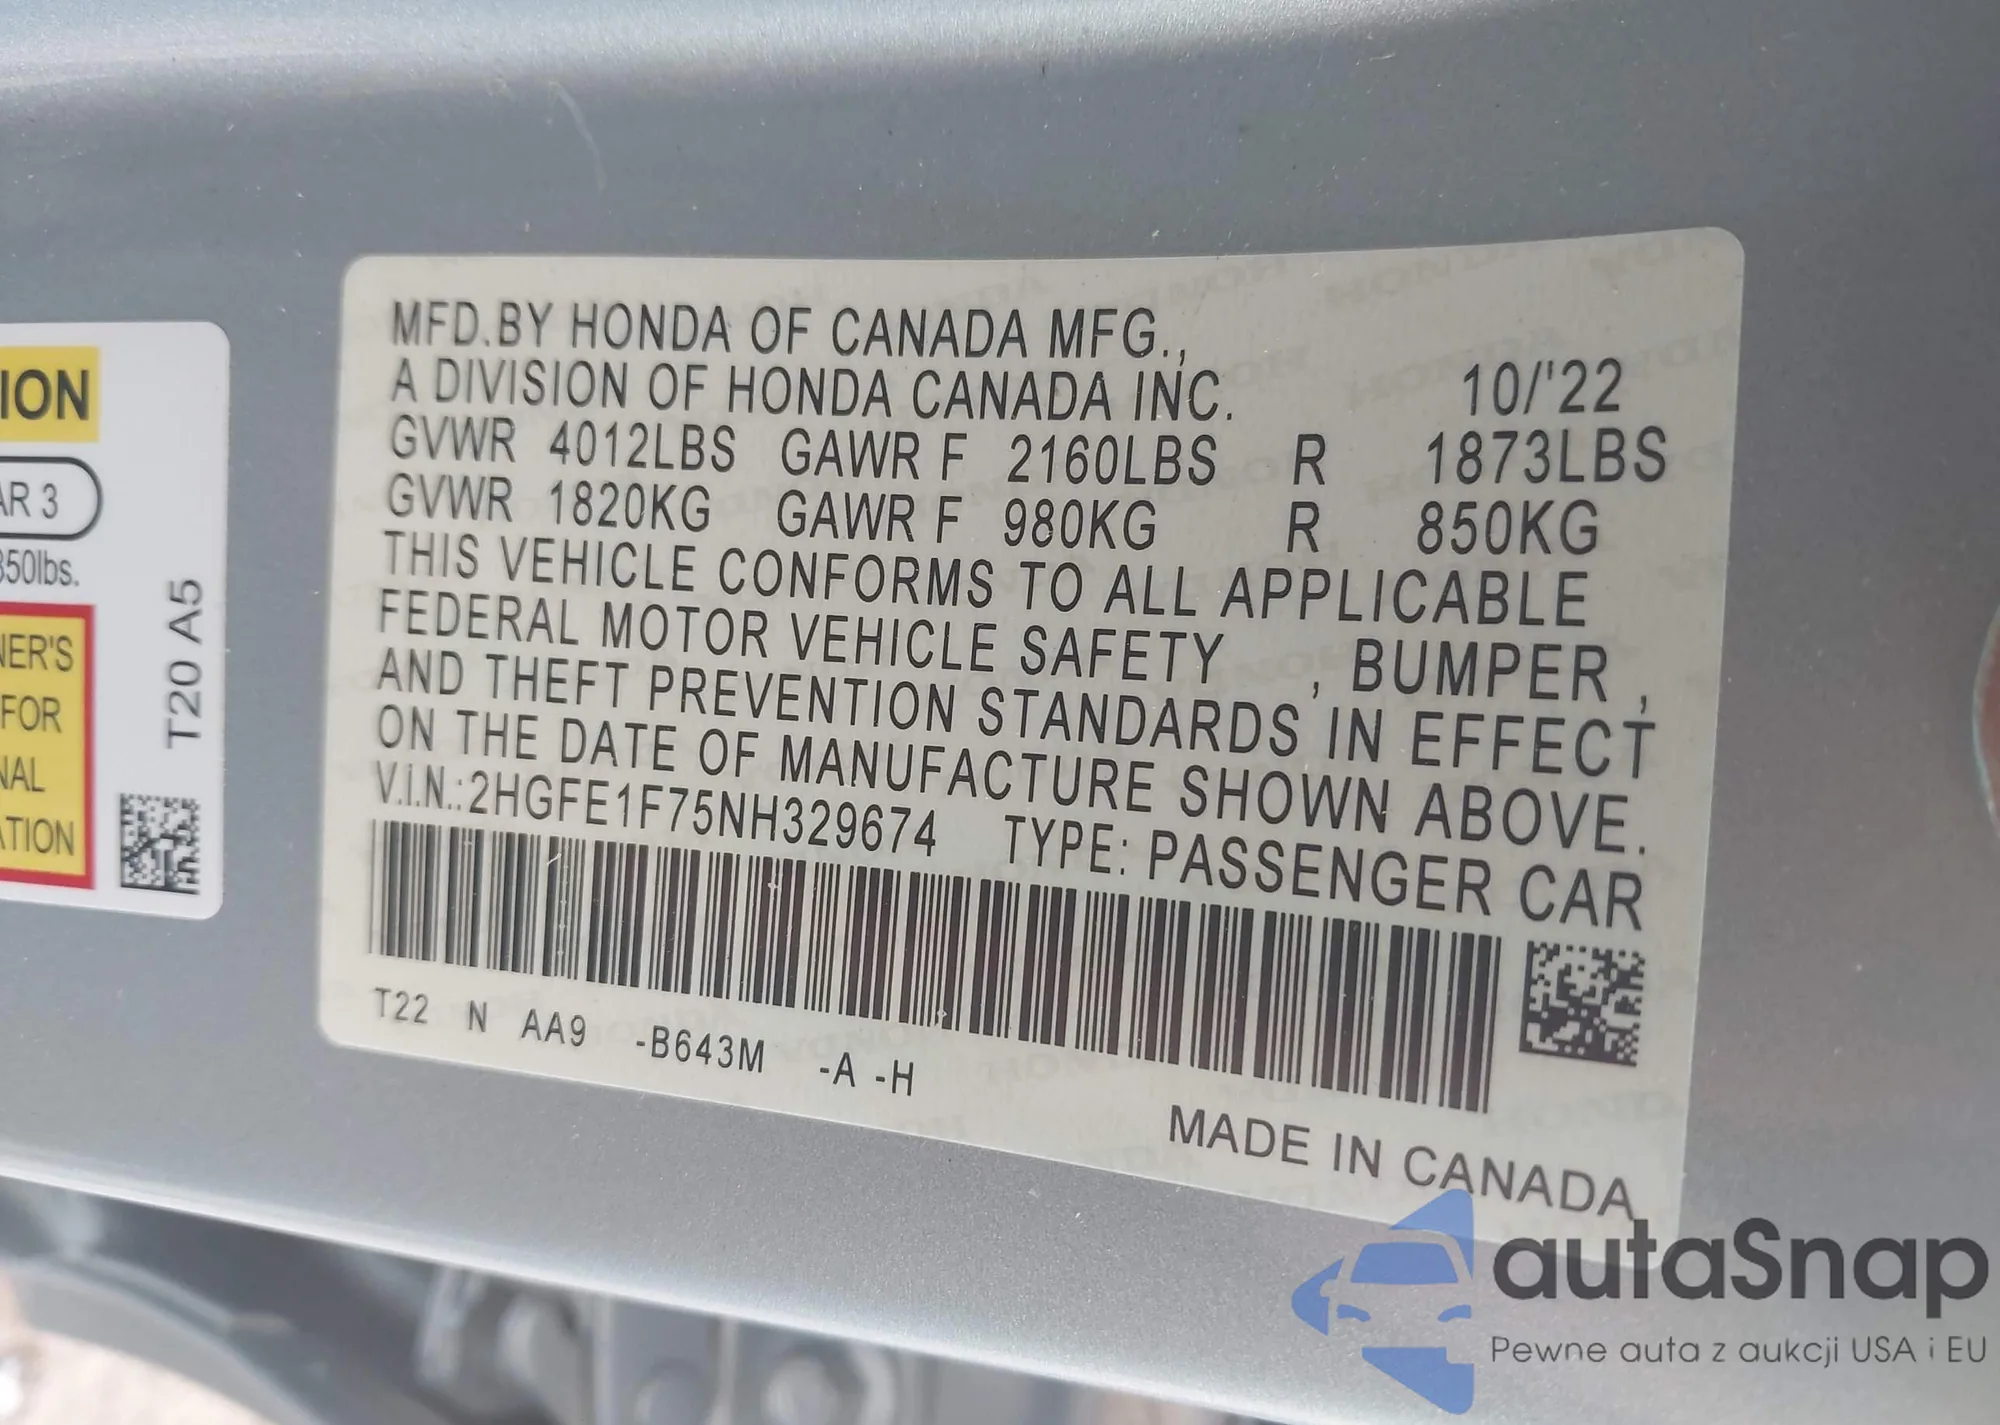 ION
AR 3
350lbs.
NER'S
FOR
NAL
ATION
T20 A5
MFD.BY HONDA OF CANADA MFG.,
A DIVISION OF HONDA CANADA INC. 10/'22
GVWR 4012LBS GAWR F 2160LBS R 1873LBS
GVWR 1820KG GAWR F 980KG R 850KG
THIS VEHICLE CONFORMS TO ALL APPLICABLE
FEDERAL MOTOR VEHICLE SAFETY , BUMPER ,
AND THEFT PREVENTION STANDARDS IN EFFECT
ON THE DATE OF MANUFACTURE SHOWN ABOVE.
V.I.N.:2HGFE1F75NH329674 TYPE: PASSENGER CAR
T22 N AA9 -B643M -A -H
MADE IN CANADA
autaSnap
Pewne auta z aukcji USA i EU